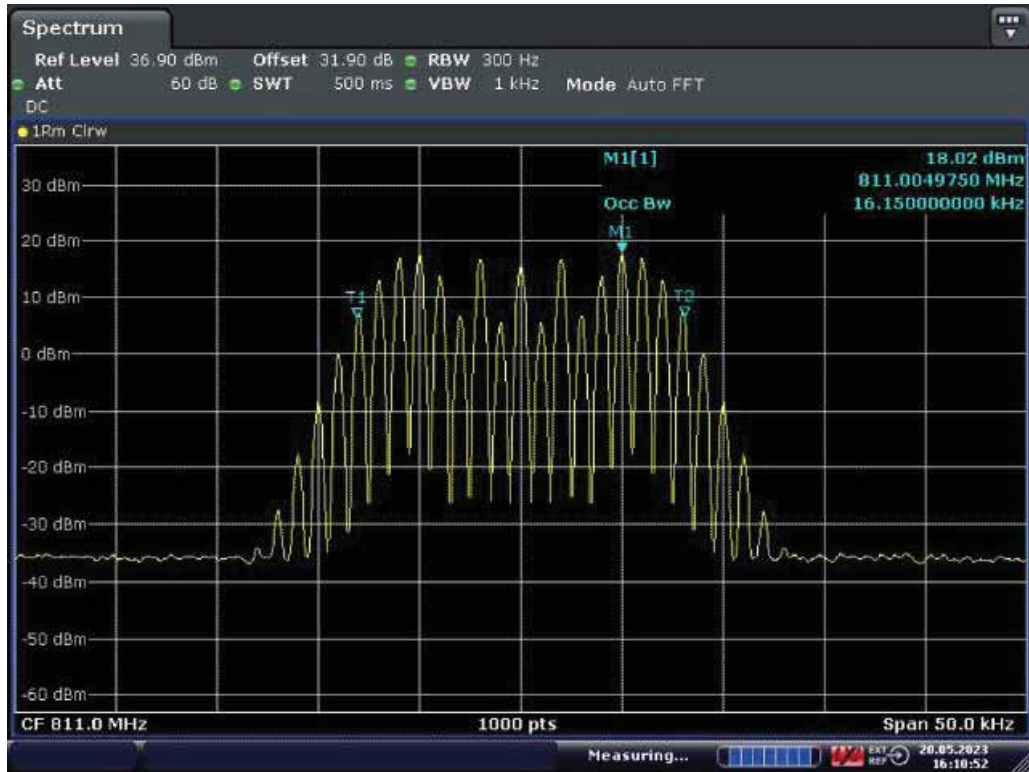 Spectrum
Ref Level 36.90 dBm Offset 31.90 dB RBW 300 Hz
Att 60 dB SWT 500 ms VBW 1 kHz Mode Auto FFT
DC
1Rm Clrw
M1[1] 18.02 dBm
811.0049750 MHz
Occ Bw 16.150000000 kHz
30 dBm
20 dBm
M1
10 dBm
T1 T2
0 dBm
-10 dBm
-20 dBm
-30 dBm
-40 dBm
-50 dBm
-60 dBm
CF 811.0 MHz 1000 pts Span 50.0 kHz
Measuring... EXT REF 20.05.2023
16:10:52